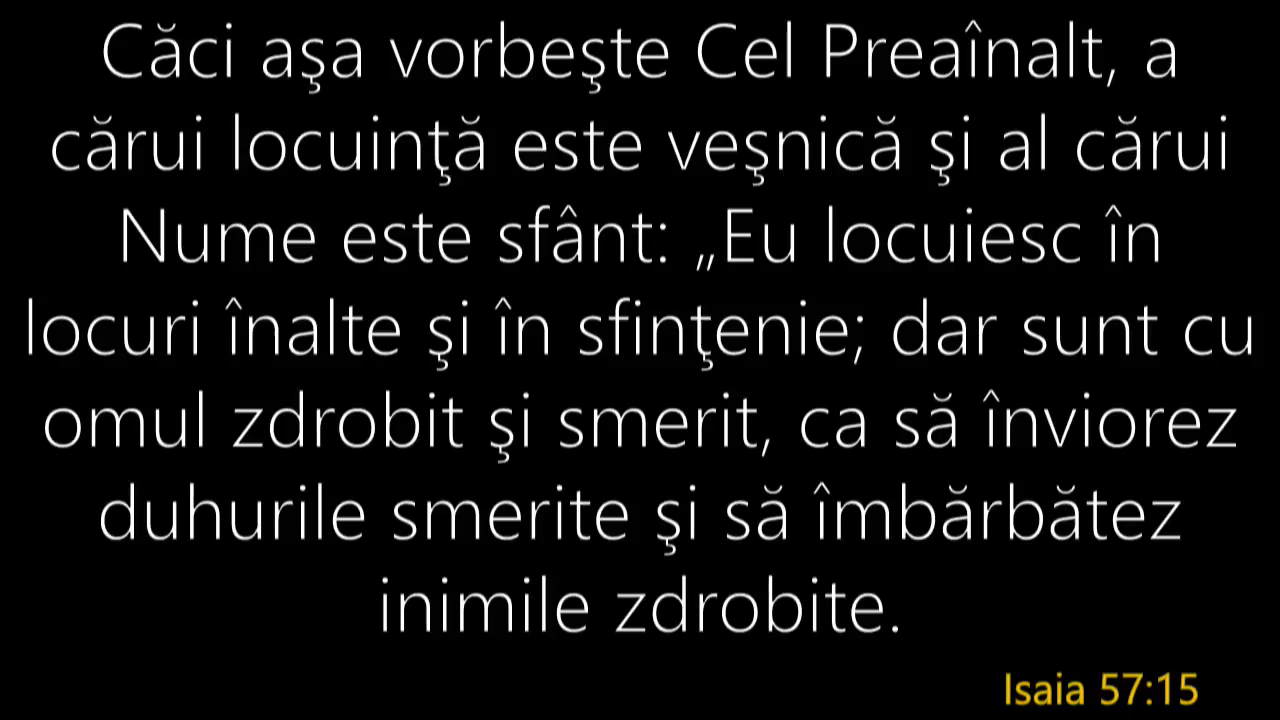 Căci aşa vorbeşte Cel Preaînalt, a
cărui locuinţă este veşnică şi al cărui
Nume este sfânt: „Eu locuiesc în
locuri înalte şi în sfinţenie; dar sunt cu
omul zdrobit şi smerit, ca să înviorez
duhurile smerite şi să îmbărbătez
inimile zdrobite.
Isaia 57:15